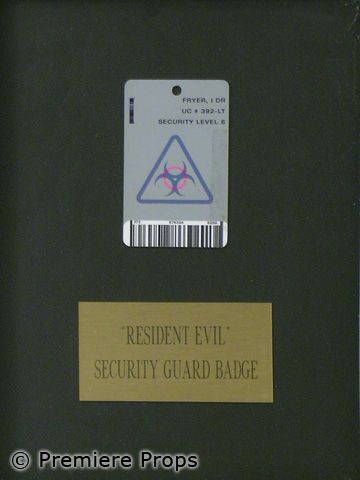 FRYER, I DR
UC # 392-LT
SECURITY LEVEL 6
"RESIDENT EVIL"
SECURITY GUARD BADGE
© Premiere Props